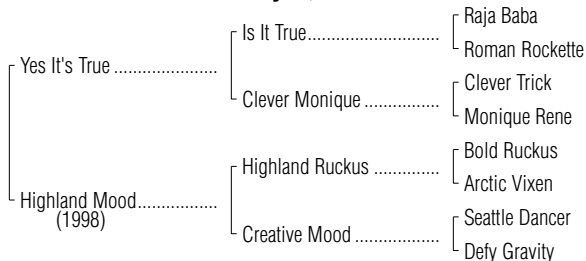 Raja Baba
Is It True
Roman Rockette
Yes It's True
Clever Trick
Clever Monique
Monique Rene
Bold Ruckus
Highland Ruckus
Arctic Vixen
Highland Mood
(1998)
Seattle Dancer
Creative Mood
Defy Gravity